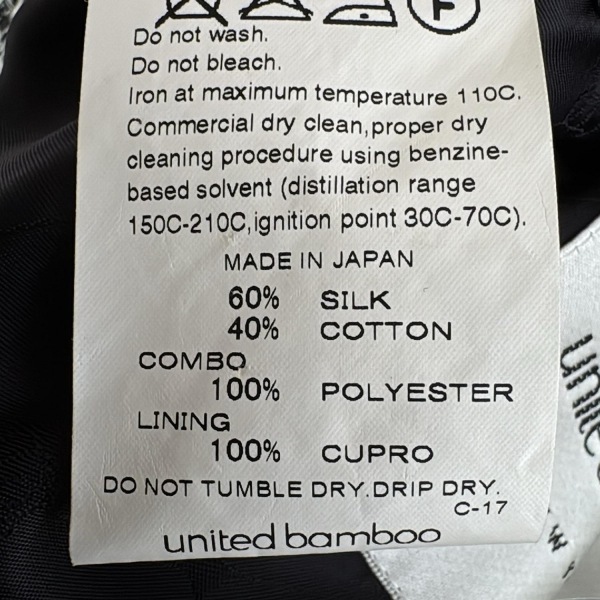 Do not wash.
Do not bleach.
Iron at maximum temperature 110C.
Commercial dry clean,proper dry
cleaning procedure using benzine-
based solvent (distillation range
150C-210C,ignition point 30C-70C).
MADE IN JAPAN
60% SILK
40% COTTON
COMBO
100% POLYESTER
LINING
100% CUPRO
DO NOT TUMBLE DRY.DRIP DRY.
C-17
united bamboo